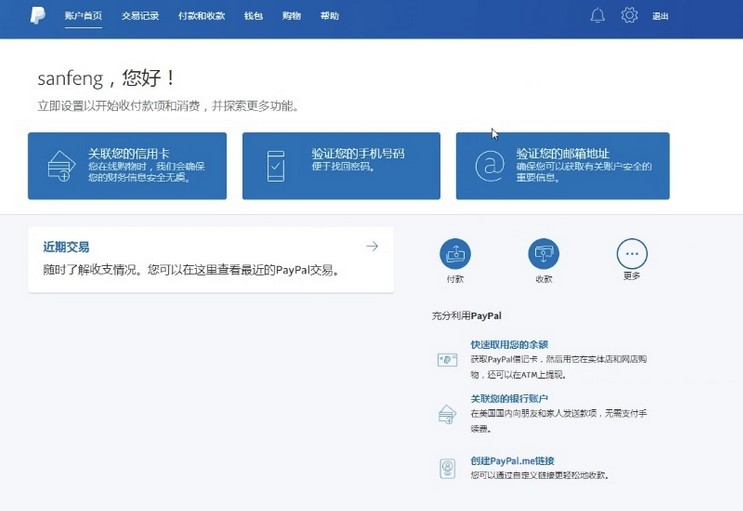 账户首页 交易记录 付款和收款 钱包 购物 帮助 退出
sanfeng，您好！
立即设置以开始收付款项和消费，并探索更多功能。
关联您的信用卡
您在线购物时，我们会确保
您的财务信息安全无虞。
验证您的手机号码
便于找回密码。
验证您的邮箱地址
确保您可以获取有关账户安全的
重要信息。
近期交易
随时了解收支情况。您可以在这里查看最近的PayPal交易。
付款 收款 更多
充分利用PayPal
快速取用您的余额
获取PayPal借记卡，然后用它在实体店和网店购
物，还可以在ATM上提现。
关联您的银行账户
在美国国内向朋友和家人发送款项，无需支付手
续费。
创建PayPal.me链接
您可以通过自定义链接更轻松地收款。